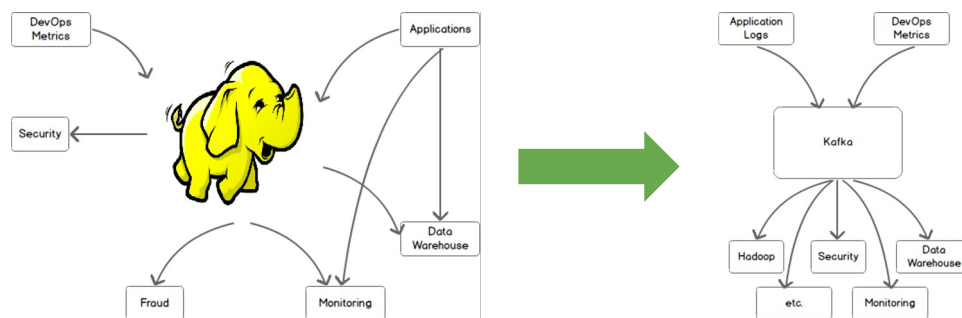 DevOps
Metrics
Applications
Security
Data
Warehouse
Fraud
Monitoring
Application
Logs
DevOps
Metrics
Kafka
Hadoop
Security
Data
Warehouse
etc.
Monitoring